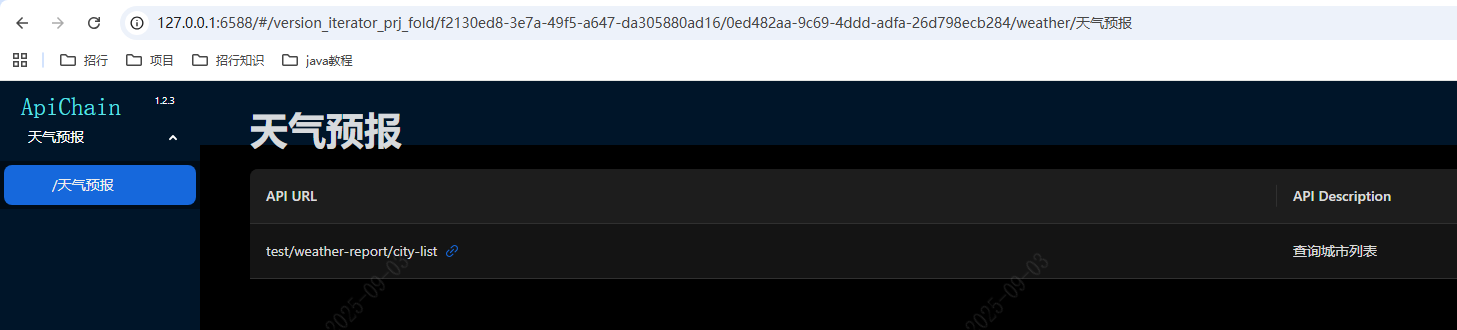 127.0.0.1:6588/#/version_iterator_prj_fold/f2130ed8-3e7a-49f5-a647-da305880ad16/0ed482aa-9c69-4ddd-adfa-26d798ecb284/weather/天气预报
招行 项目 招行知识 java教程
ApiChain 1.2.3
天气预报
/天气预报
天气预报
API URL API Description
test/weather-report/city-list 查询城市列表
2025-09-03 2025-09-03